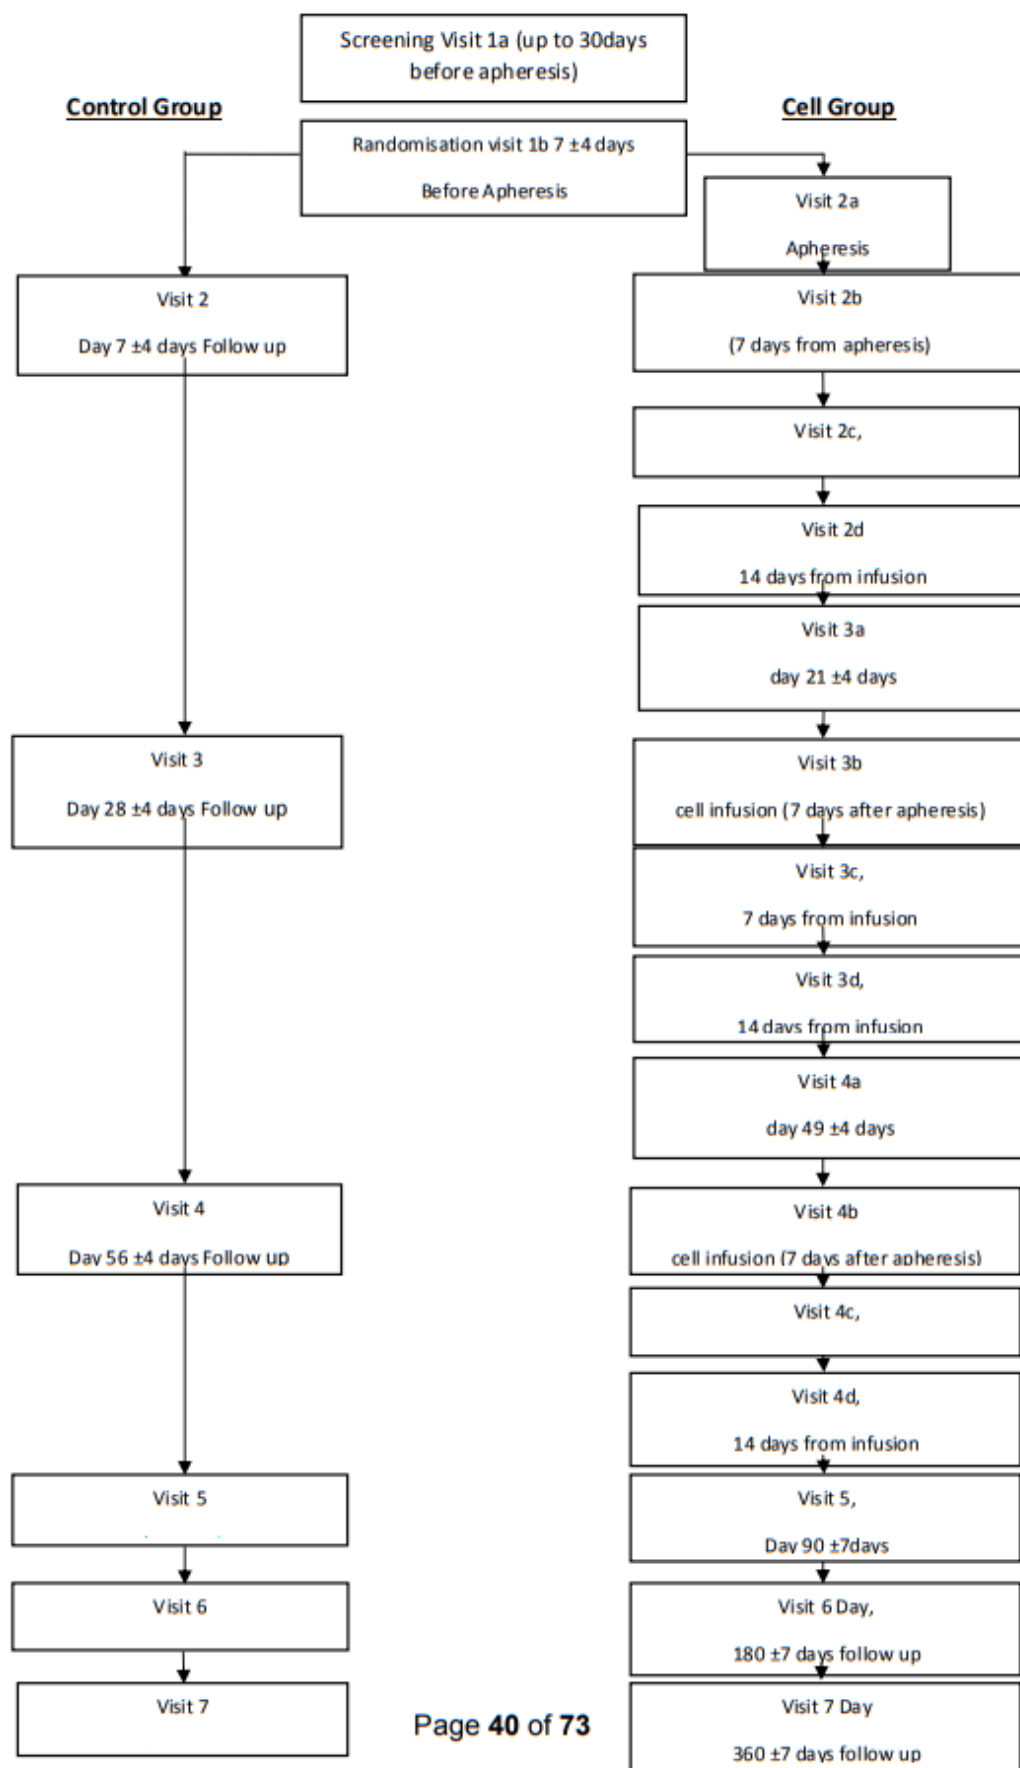 Screening Visit 1a (up to 30days
before apheresis)
Control Group
Cell Group
Randomisation visit 1b 7 ±4 days
Before Apheresis
Visit 2a
Apheresis
Visit 2
Day 7 ±4 days Follow up
Visit 2b
(7 days from apheresis)
Visit 2c,
Visit 2d
14 days from infusion
Visit 3a
day 21 ±4 days
Visit 3
Day 28 ±4 days Follow up
Visit 3b
cell infusion (7 days after apheresis)
Visit 3c,
7 days from infusion
Visit 3d,
14 days from infusion
Visit 4a
day 49 ±4 days
Visit 4
Day 56 ±4 days Follow up
Visit 4b
cell infusion (7 days after apheresis)
Visit 4c,
Visit 4d,
14 days from infusion
Visit 5
Visit 5,
Day 90 ±7days
Visit 6
Visit 6 Day,
180 ±7 days follow up
Visit 7
Visit 7 Day
360 ±7 days follow up
Page 40 of 73